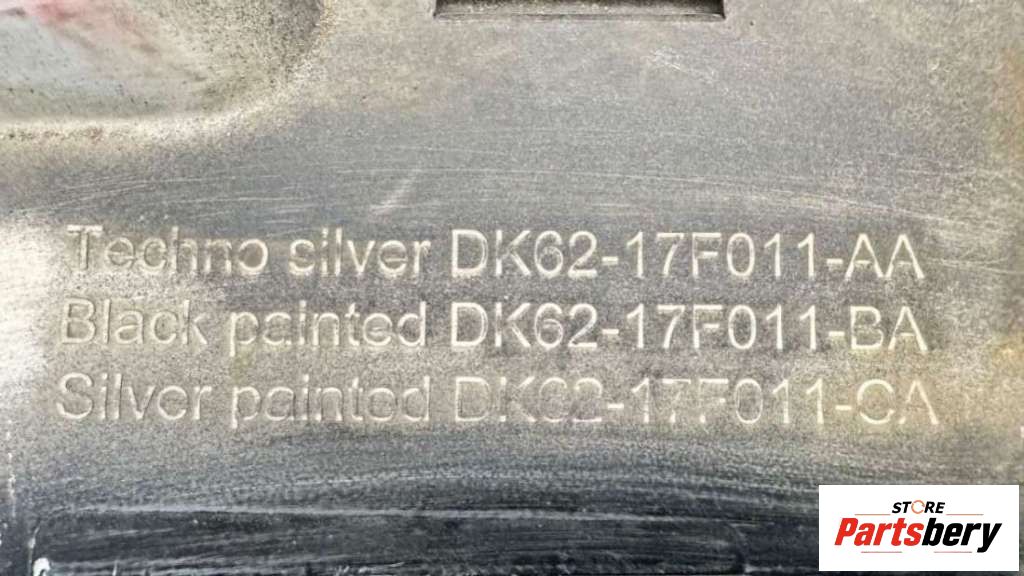 Techno silver DK62-17F011-AA
Black painted DK62-17F011-BA
Silver painted DK62-17F011-CA
STORE
Partsbery